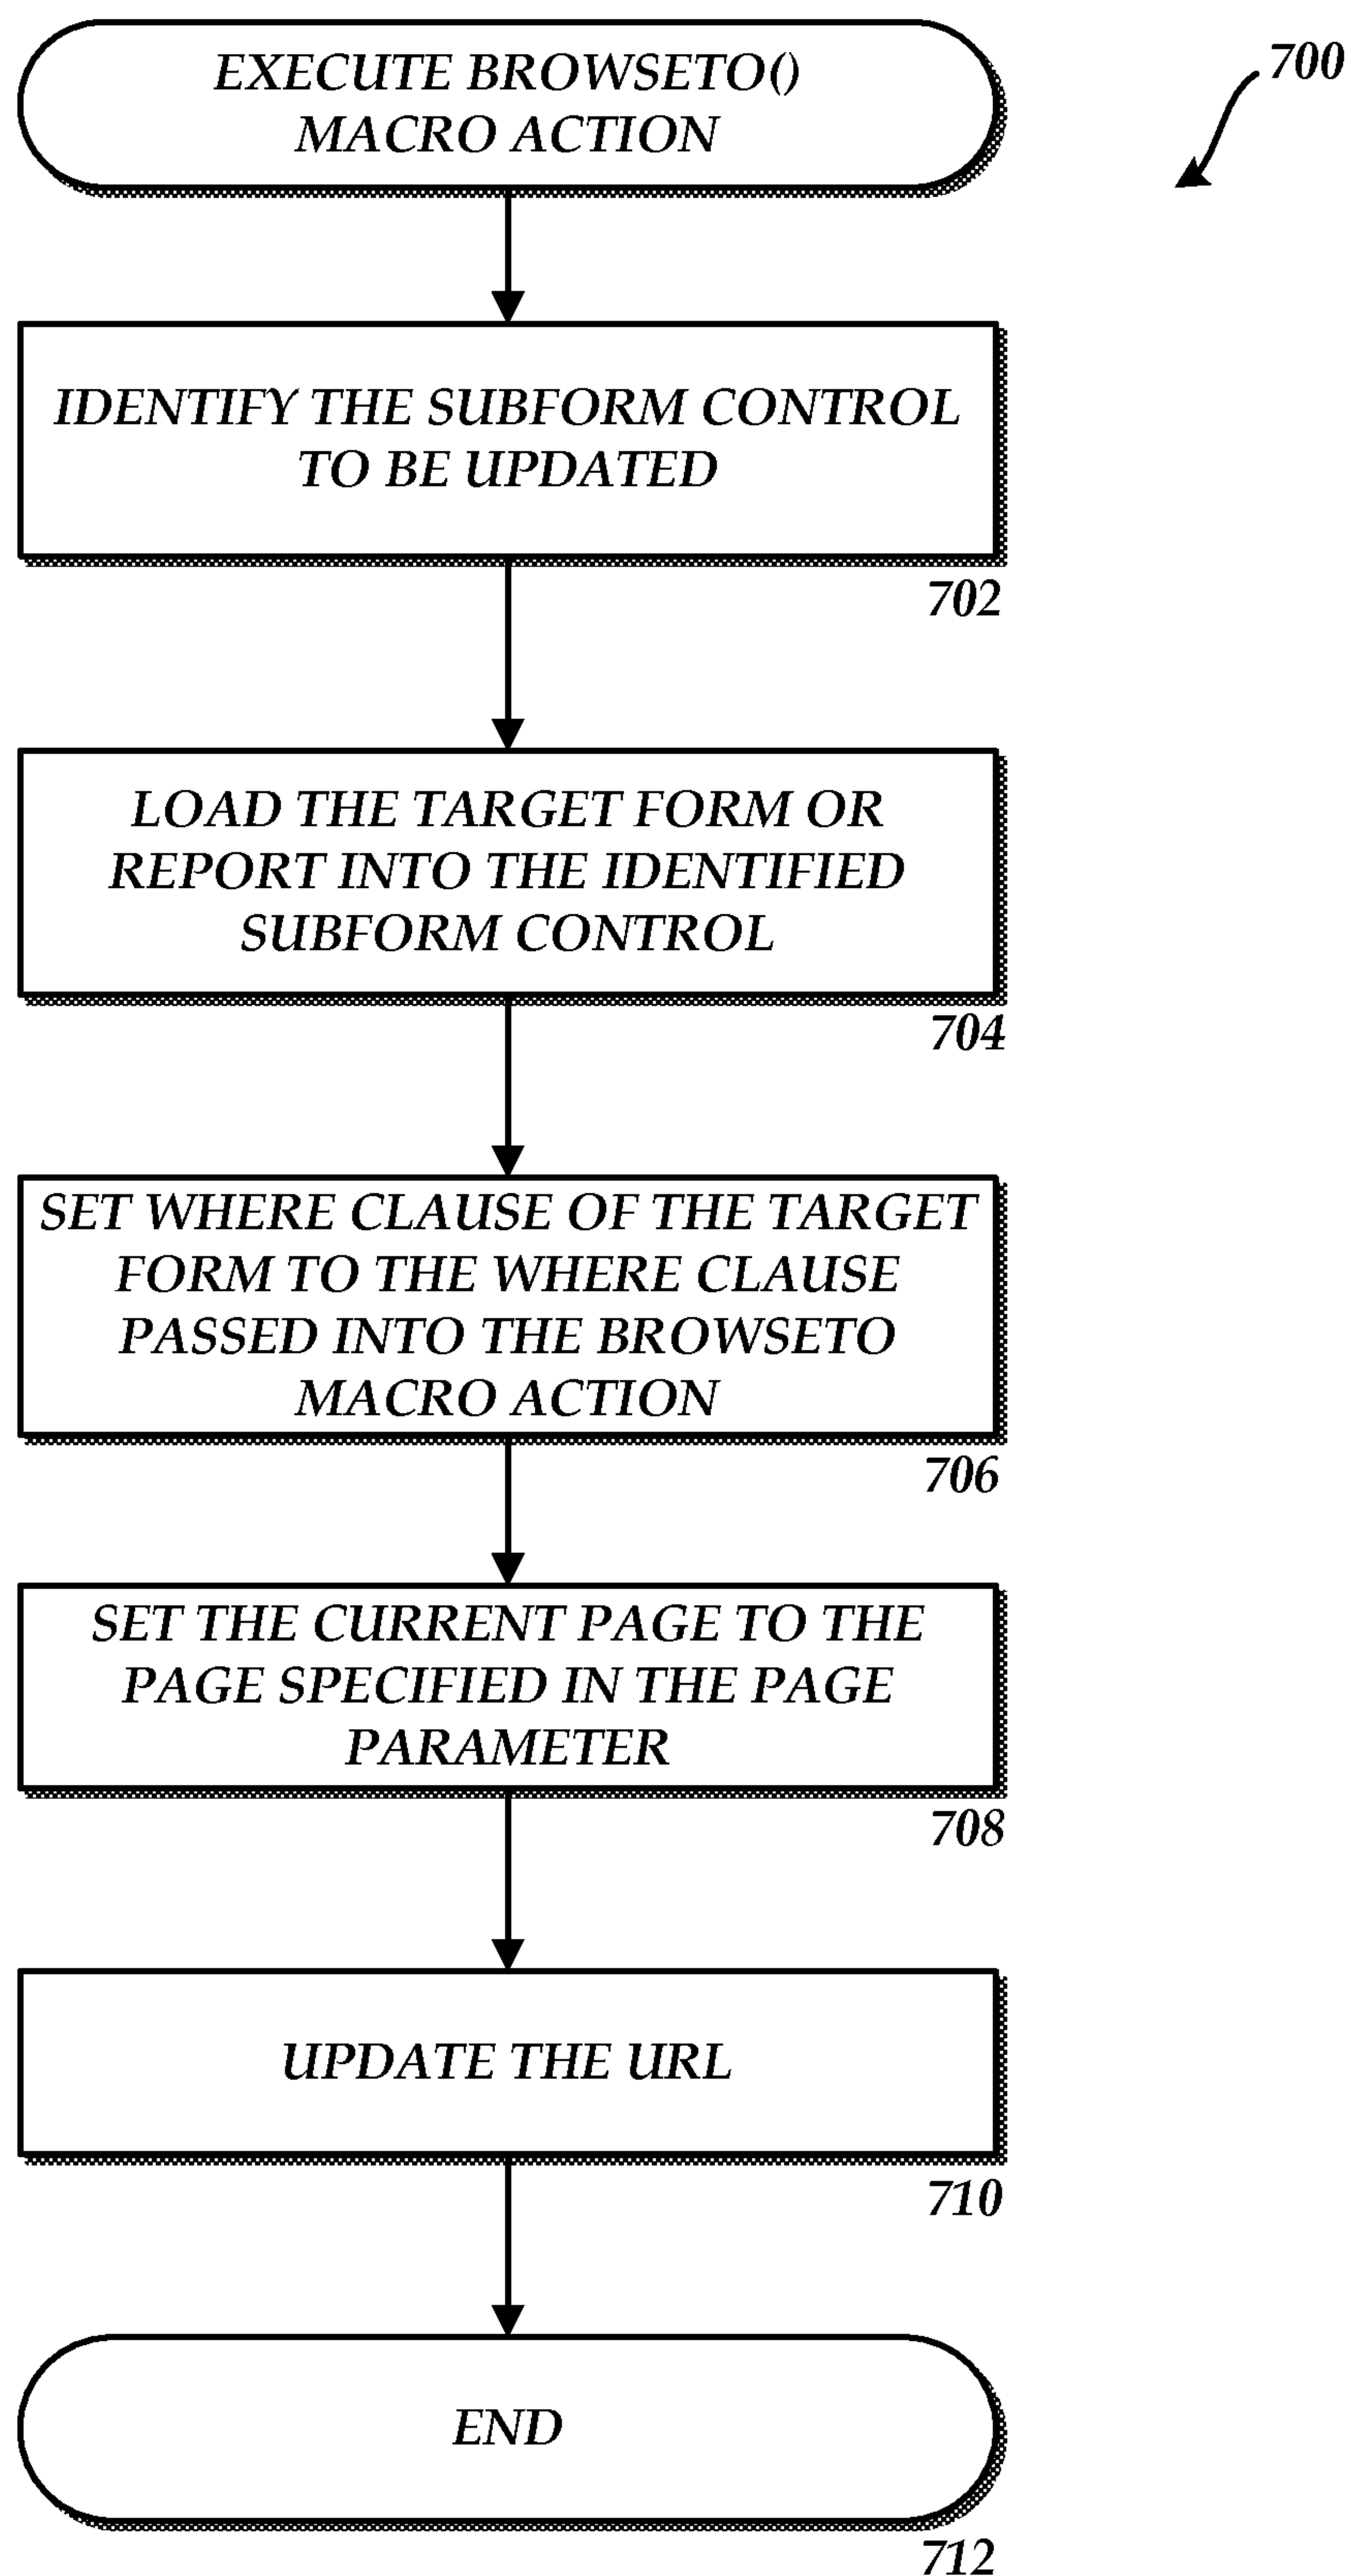 EXECUTE BROWSETO()
MACRO ACTION
700
IDENTIFY THE SUBFORM CONTROL
TO BE UPDATED
702
LOAD THE TARGET FORM OR
REPORT INTO THE IDENTIFIED
SUBFORM CONTROL
704
SET WHERE CLAUSE OF THE TARGET
FORM TO THE WHERE CLAUSE
PASSED INTO THE BROWSETO
MACRO ACTION
706
SET THE CURRENT PAGE TO THE
PAGE SPECIFIED IN THE PAGE
PARAMETER
708
UPDATE THE URL
710
END
712